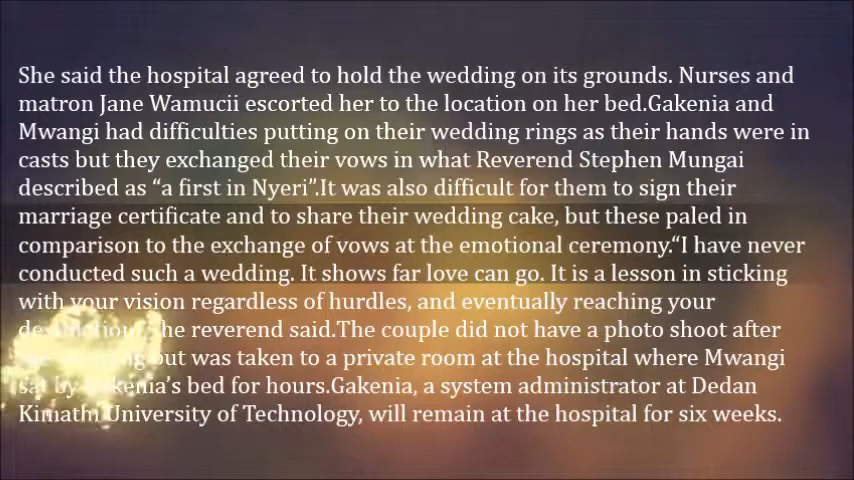 She said the hospital agreed to hold the wedding on its grounds. Nurses and
matron Jane Wamucii escorted her to the location on her bed.Gakenia and
Mwangi had difficulties putting on their wedding rings as their hands were in
casts but they exchanged their vows in what Reverend Stephen Mungai
described as “a first in Nyeri”.It was also difficult for them to sign their
marriage certificate and to share their wedding cake, but these paled in
comparison to the exchange of vows at the emotional ceremony.“I have never
conducted such a wedding. It shows far love can go. It is a lesson in sticking
with your vision regardless of hurdles, and eventually reaching your
the reverend said.The couple did not have a photo shoot after
but was taken to a private room at the hospital where Mwangi
sat by Gakenia’s bed for hours.Gakenia, a system administrator at Dedan
Kimathi University of Technology, will remain at the hospital for six weeks.